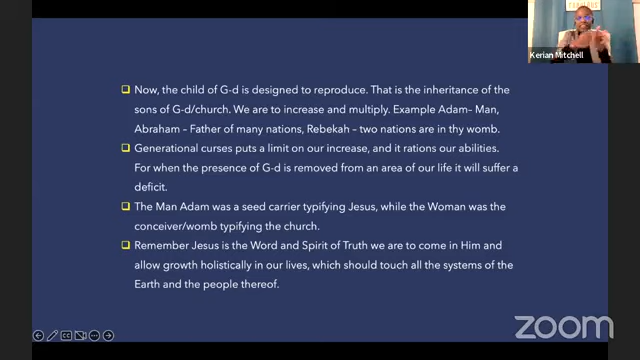 Kerian Mitchell
Now, the child of G-d is designed to reproduce. That is the inheritance of the
sons of G-d/church. We are to increase and multiply. Example Adam– Man,
Abraham – Father of many nations, Rebekah – two nations are in thy womb.
Generational curses puts a limit on our increase, and it rations our abilities.
For when the presence of G-d is removed from an area of our life it will suffer a
deficit.
The Man Adam was a seed carrier typifying Jesus, while the Woman was the
conceiver/womb typifying the church.
Remember Jesus is the Word and Spirit of Truth we are to come in Him and
allow growth holistically in our lives, which should touch all the systems of the
Earth and the people thereof.
zoom